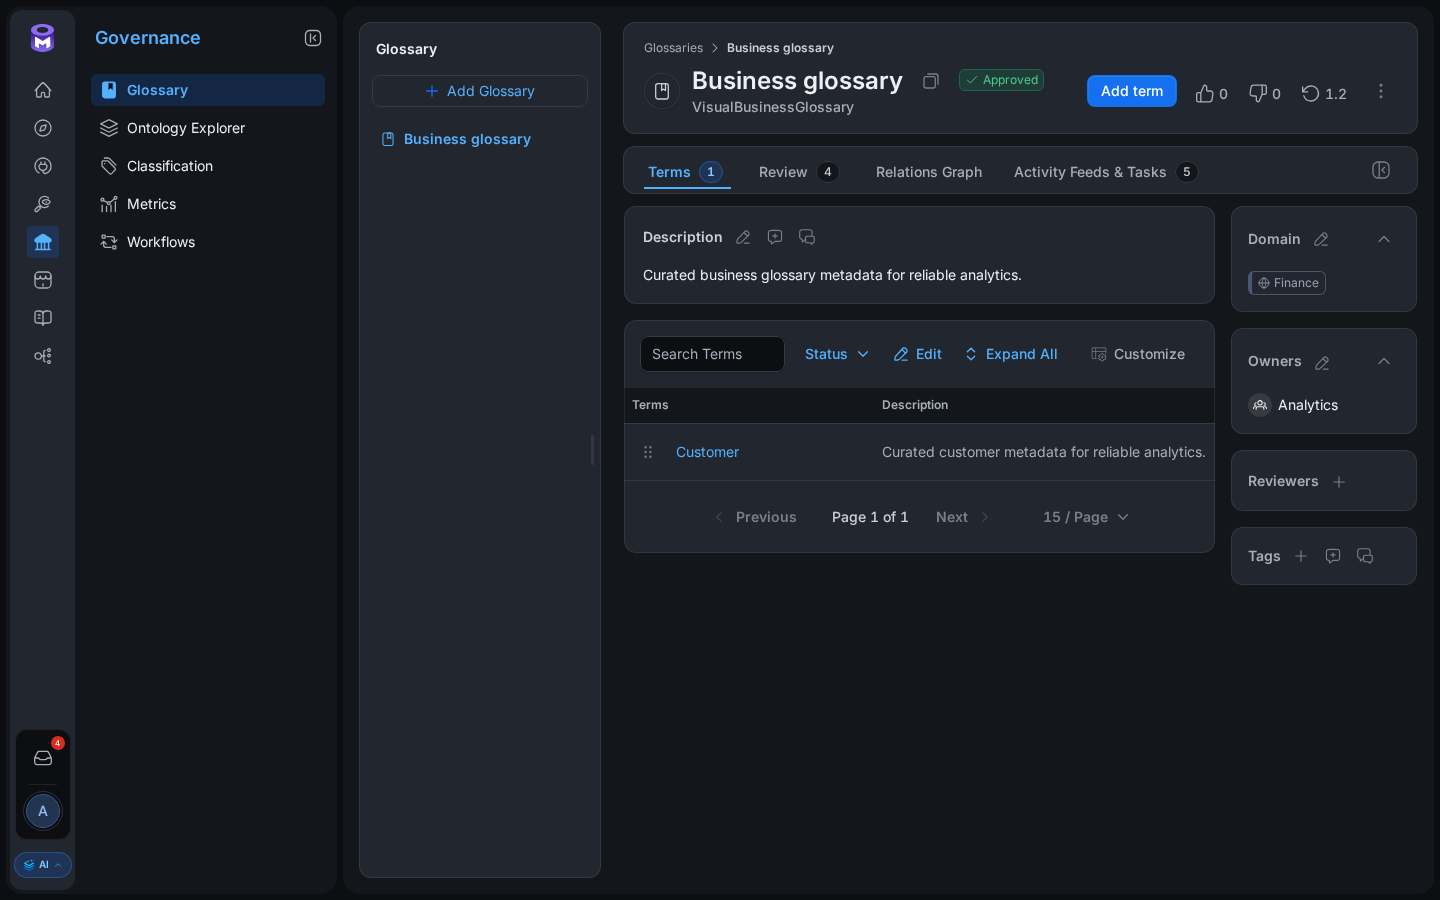 Governance
Glossary
Ontology Explorer
Classification
Metrics
Workflows
4
A
AI
Glossary
Add Glossary
Business glossary
Glossaries > Business glossary
Business glossary
Approved
VisualBusinessGlossary
Add term
0
0
1.2
Terms 1
Review 4
Relations Graph
Activity Feeds & Tasks 5
Description
Curated business glossary metadata for reliable analytics.
Search Terms
Status
Edit
Expand All
Customize
Terms Description
Customer Curated customer metadata for reliable analytics.
Previous Page 1 of 1 Next 15 / Page
Domain
Finance
Owners
Analytics
Reviewers
Tags